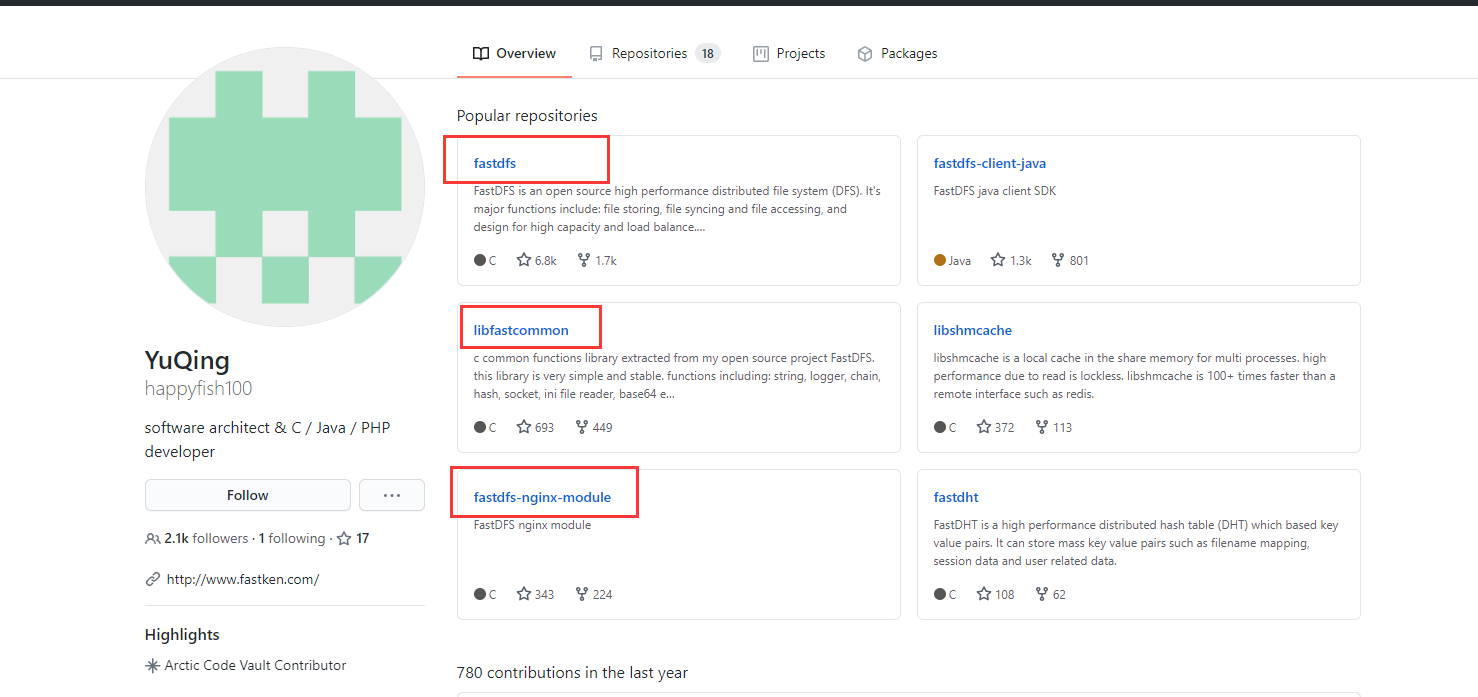 Overview Repositories 18 Projects Packages
YuQing
happyfish100
software architect & C / Java / PHP
developer
Follow
...
2.1k followers · 1 following · 17
http://www.fastken.com/
Highlights
Arctic Code Vault Contributor
Popular repositories
fastdfs
FastDFS is an open source high performance distributed file system (DFS). It's
major functions include: file storing, file syncing and file accessing, and
design for high capacity and load balance....
C 6.8k 1.7k
fastdfs-client-java
FastDFS java client SDK
Java 1.3k 801
libfastcommon
c common functions library extracted from my open source project FastDFS.
this library is very simple and stable. functions including: string, logger, chain,
hash, socket, ini file reader, base64 e...
C 693 449
libshmcache
libshmcache is a local cache in the share memory for multi processes. high
performance due to read is lockless. libshmcache is 100+ times faster than a
remote interface such as redis.
C 372 113
fastdfs-nginx-module
FastDFS nginx module
C 343 224
fastdht
FastDHT is a high performance distributed hash table (DHT) which based key
value pairs. It can store mass key value pairs such as filename mapping,
session data and user related data.
C 108 62
780 contributions in the last year